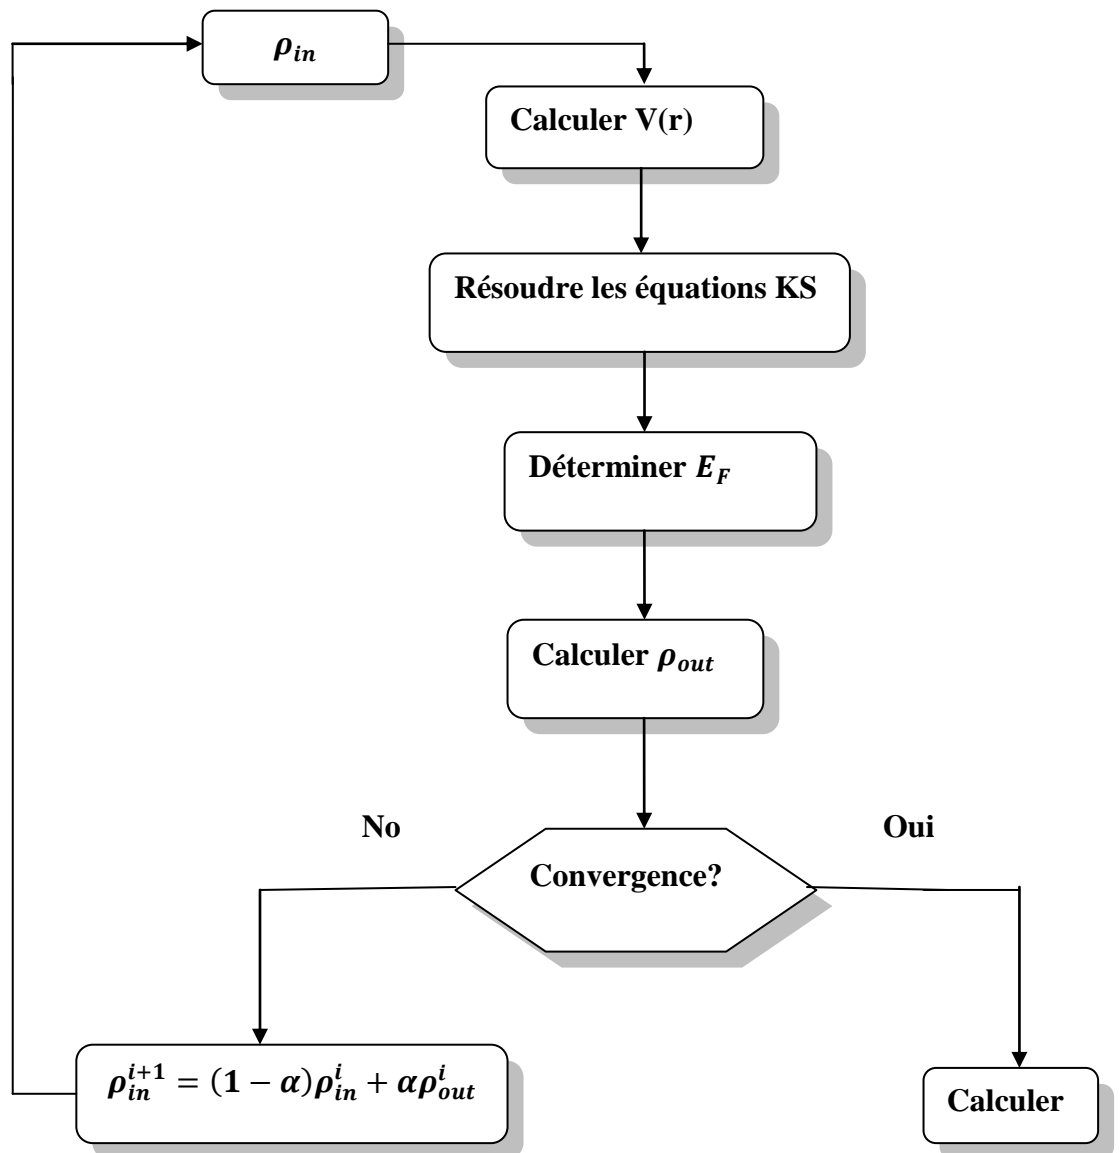 ρ_in
Calculer V(r)
Résoudre les équations KS
Déterminer E_F
Calculer ρ_out
No
Oui
Convergence?
ρ_in^{i+1} = (1 − α)ρ_in^i + αρ_out^i
Calculer